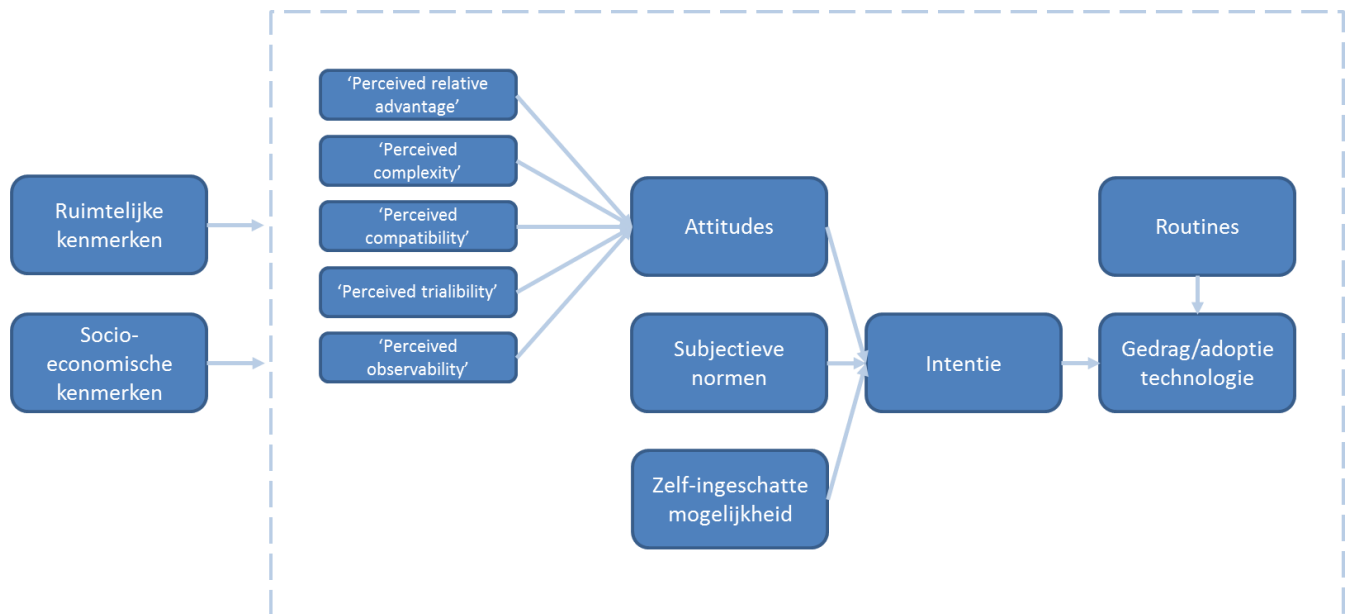 Ruimtelijke
kenmerken
Socio-
economische
kenmerken
‘Perceived relative
advantage’
‘Perceived
complexity’
‘Perceived
compatibility’
‘Perceived trialibility’
‘Perceived
observability’
Attitudes
Subjectieve
normen
Zelf-ingeschatte
mogelijkheid
Intentie
Routines
Gedrag/adoptie
technologie